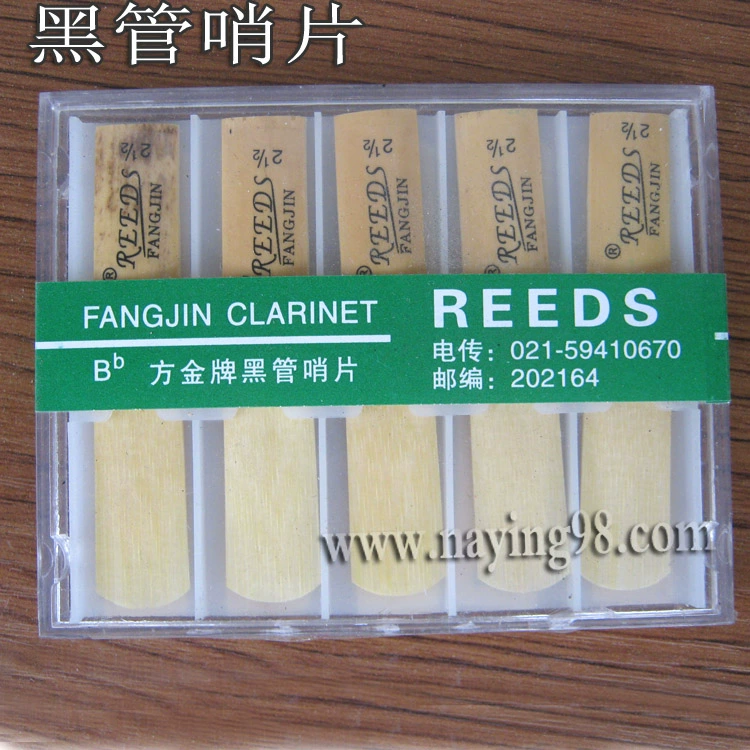 黑管哨片
2½ 2½ 2½ 2½ 2½
®REEDS ®REEDS ®REEDS ®REEDS ®REEDS
FANGJIN FANGJIN FANGJIN FANGJIN FANGJIN
FANGJIN CLARINET
B♭ 方金牌黑管哨片
REEDS
电传：021-59410670
邮编：202164
www.naying98.com